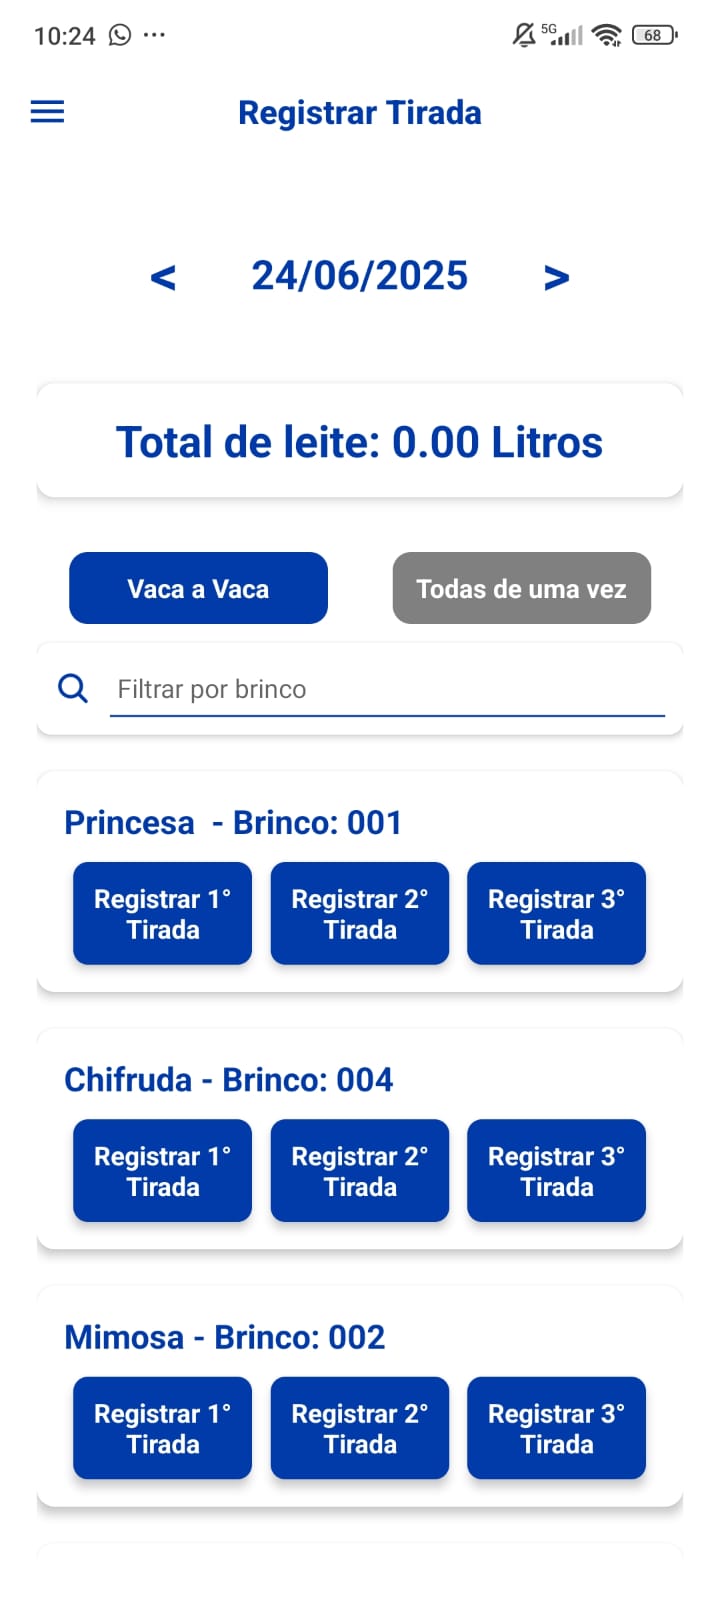 10:24 ... 5G 68
Registrar Tirada
< 24/06/2025 >
Total de leite: 0.00 Litros
Vaca a Vaca Todas de uma vez
Filtrar por brinco
Princesa - Brinco: 001
Registrar 1° Registrar 2° Registrar 3°
Tirada Tirada Tirada
Chifruda - Brinco: 004
Registrar 1° Registrar 2° Registrar 3°
Tirada Tirada Tirada
Mimosa - Brinco: 002
Registrar 1° Registrar 2° Registrar 3°
Tirada Tirada Tirada